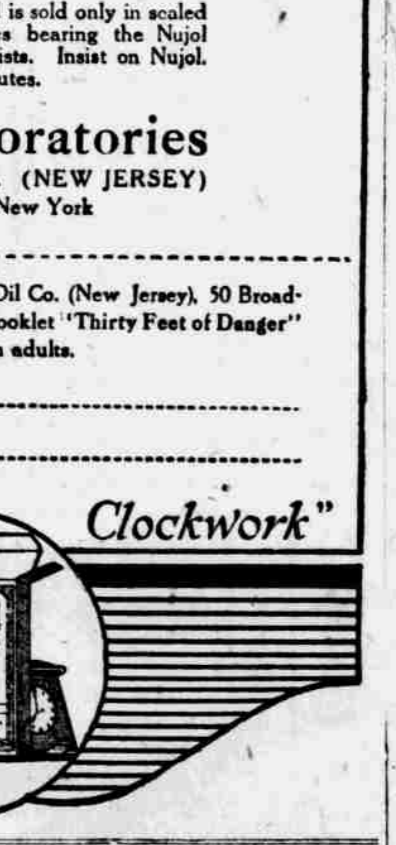 is sold only in sealed
bearing the Nujol
ists. Insist on Nujol.
utes.
oratories
(NEW JERSEY)
New York
Oil Co. (New Jersey), 50 Broad-
ooklet "Thirty Feet of Danger"
adults.
Clockwork"